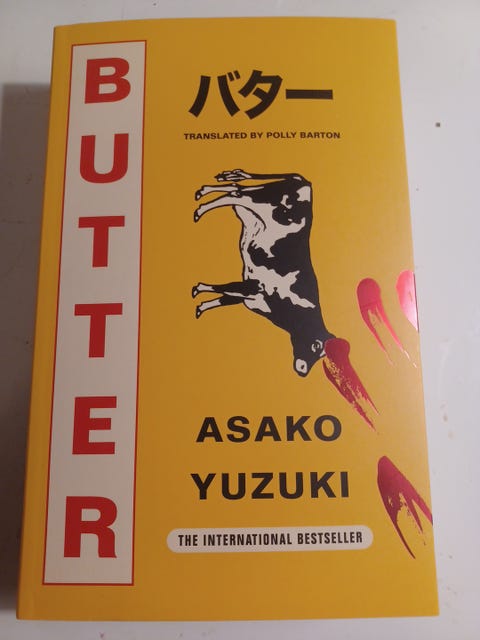 BUTTER
バター
TRANSLATED BY POLLY BARTON
ASAKO
YUZUKI
THE INTERNATIONAL BESTSELLER